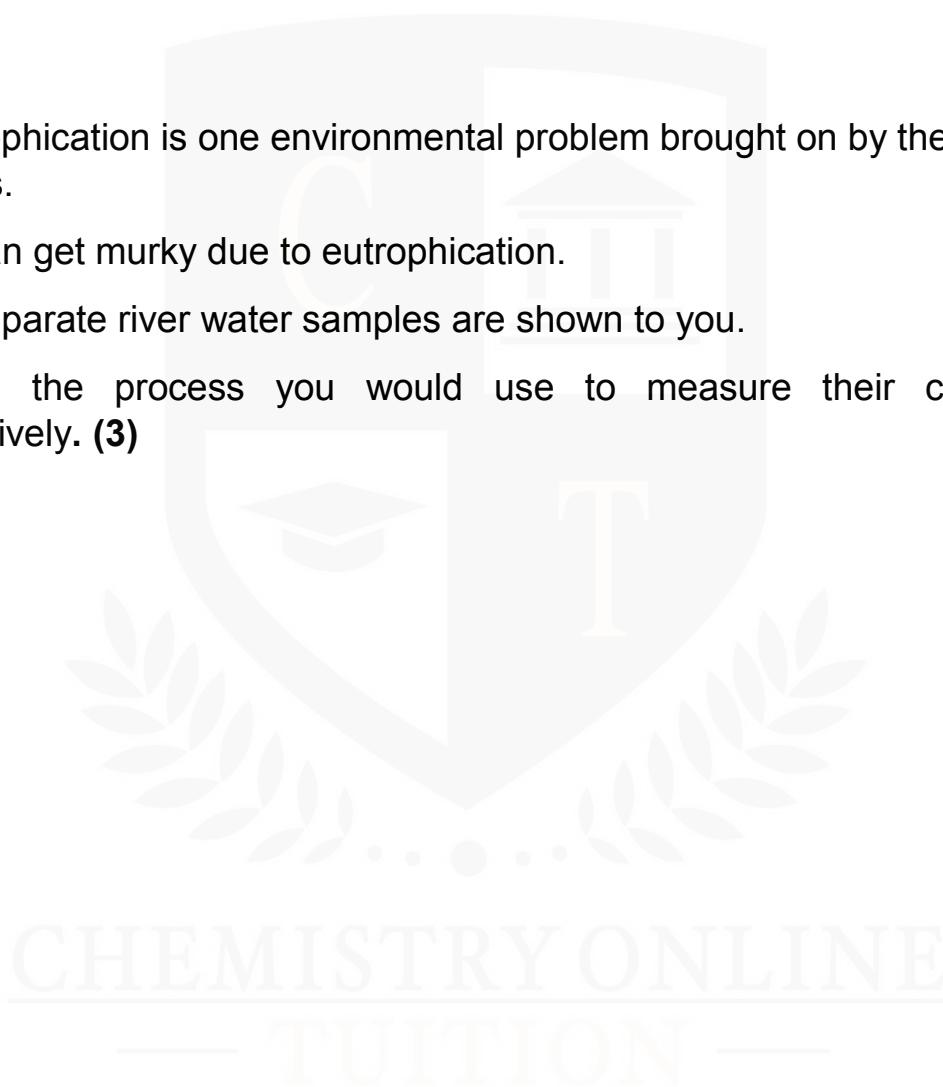 phication is one environmental problem brought on by the
s.
n get murky due to eutrophication.
parate river water samples are shown to you.
the process you would use to measure their c
ively. (3)
C
T
CHEMISTRY ONLINE
TUITION